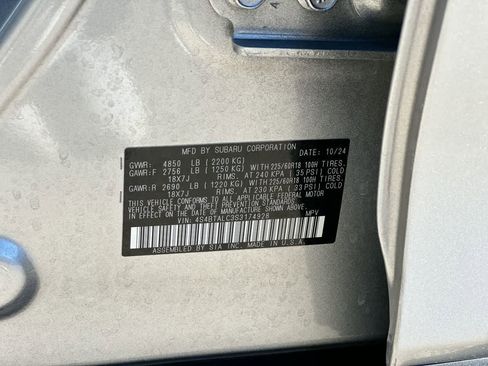 MFD BY SUBARU CORPORATION DATE: 10/24
GVWR: 4850 LB (2200 KG)
GAWR:F 2756 LB (1250 KG) WITH 225/60R18 100H TIRES,
18X7J RIMS, AT 240 KPA (35 PSI) COLD
GAWR:R 2690 LB (1220 KG) WITH 225/60R18 100H TIRES,
18X7J RIMS, AT 230 KPA (33 PSI) COLD
THIS VEHICLE CONFORMS TO ALL APPLICABLE FEDERAL MOTOR
VEHICLE SAFETY STANDARDS IN EFFECT ON THE DATE OF
MANUFACTURE SHOWN ABOVE.
VIN: 4S4BTALC9S3174928 MPV
ASSEMBLED BY SIA INC. MADE IN U.S.A.